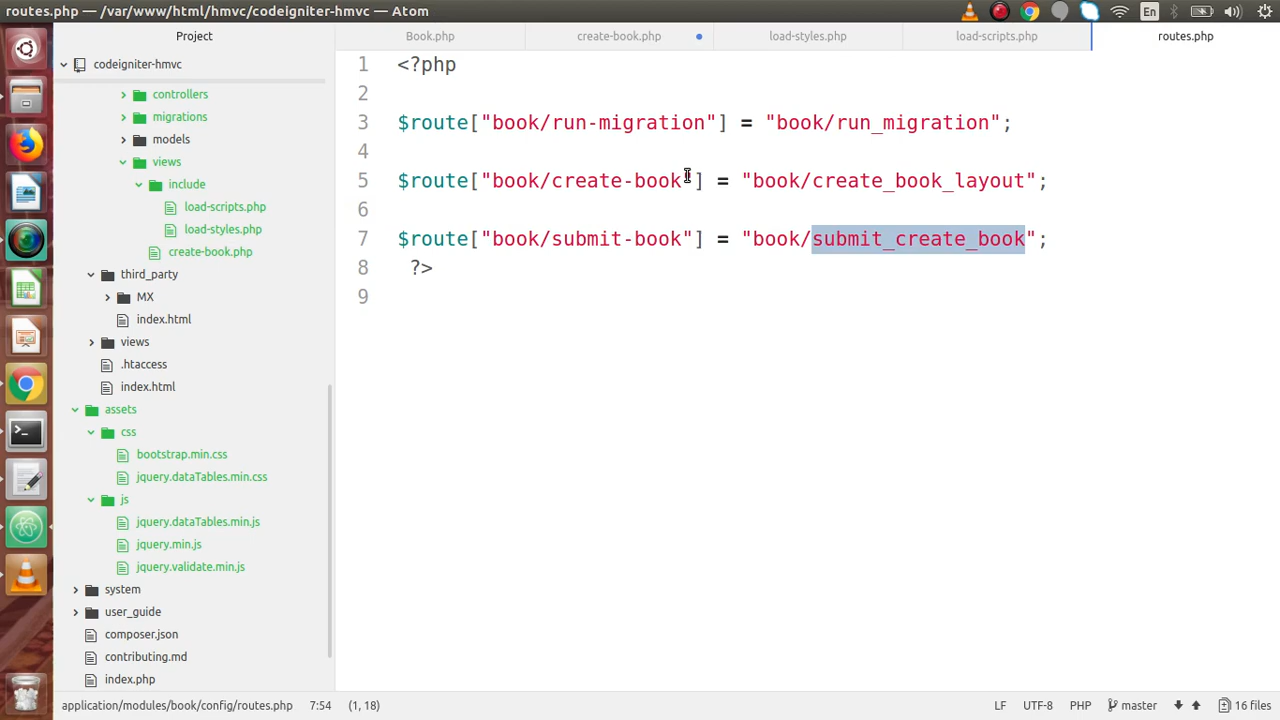 routes.php — /var/www/html/hmvc/codeigniter-hmvc — Atom
En
Project
Book.php
create-book.php
load-styles.php
load-scripts.php
routes.php
codeigniter-hmvc
controllers
migrations
models
views
include
load-scripts.php
load-styles.php
create-book.php
third_party
MX
index.html
views
.htaccess
index.html
assets
css
bootstrap.min.css
jquery.dataTables.min.css
js
jquery.dataTables.min.js
jquery.min.js
jquery.validate.min.js
system
user_guide
composer.json
contributing.md
index.php
1 <?php
2
3 $route["book/run-migration"] = "book/run_migration";
4
5 $route["book/create-book"] = "book/create_book_layout";
6
7 $route["book/submit-book"] = "book/submit_create_book";
8 ?>
9
application/modules/book/config/routes.php 7:54 (1, 18)
LF UTF-8 PHP master 16 files